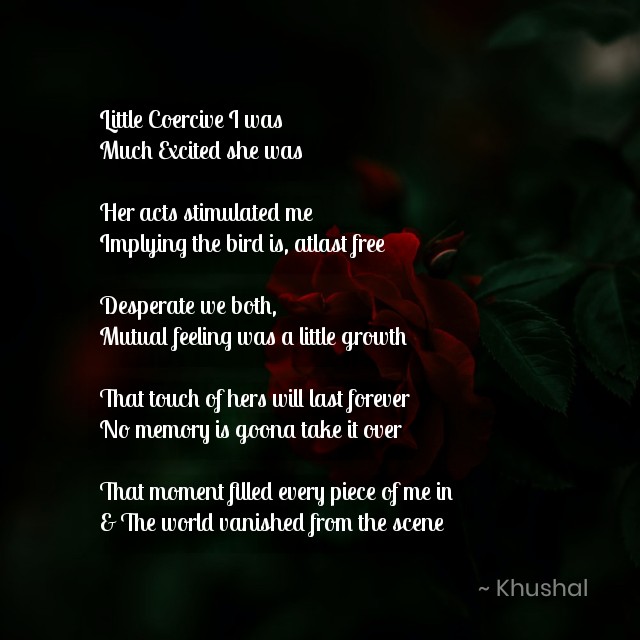 Little Coercive I was
Much Excited she was
Her acts stimulated me
Implying the bird is, atlast free
Desperate we both,
Mutual feeling was a little growth
That touch of hers will last forever
No memory is goona take it over
That moment filled every piece of me in
& The world vanished from the scene
~ Khushal